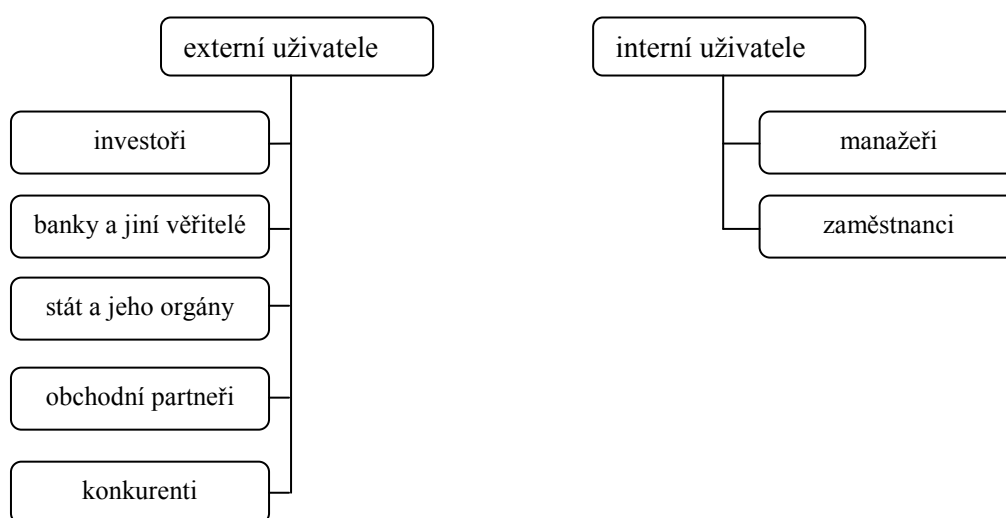 externí uživatele
investoři
banky a jiní věřitelé
stát a jeho orgány
obchodní partneři
konkurenti
interní uživatele
manažeři
zaměstnanci